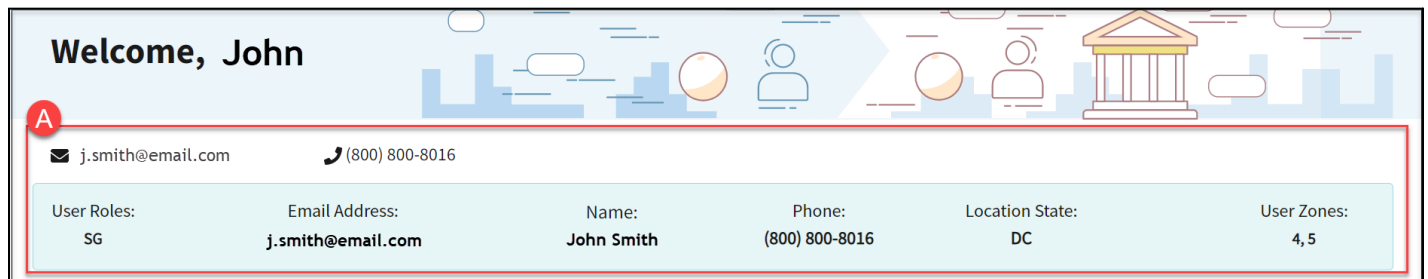 Welcome, John
A
j.smith@email.com (800) 800-8016
User Roles: Email Address: Name: Phone: Location State: User Zones:
SG j.smith@email.com John Smith (800) 800-8016 DC 4, 5